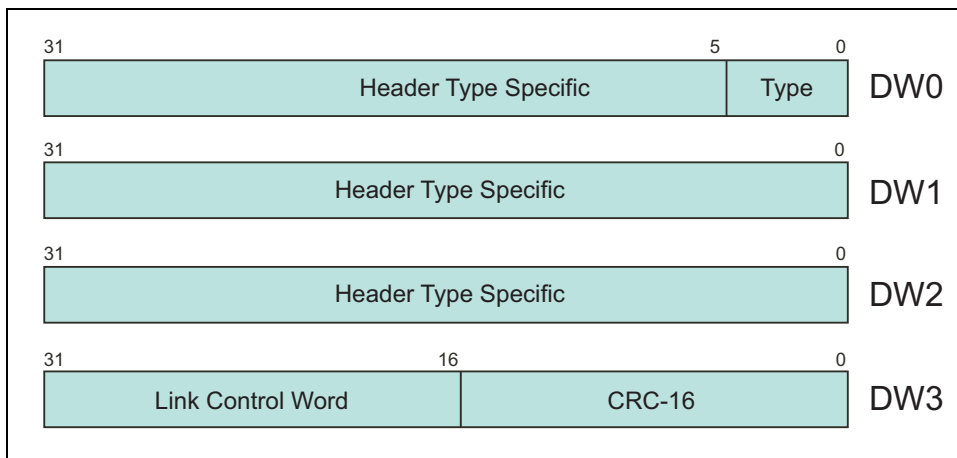 31 5 0
Header Type Specific Type DW0
31 0
Header Type Specific DW1
31 0
Header Type Specific DW2
31 16 0
Link Control Word CRC-16 DW3